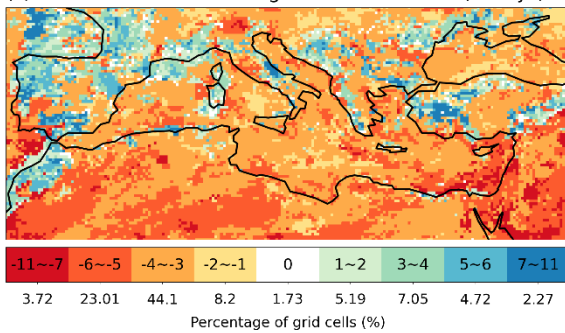 -11~-7 -6~-5 -4~-3 -2~-1 0 1~2 3~4 5~6 7~11
3.72 23.01 44.1 8.2 1.73 5.19 7.05 4.72 2.27
Percentage of grid cells (%)